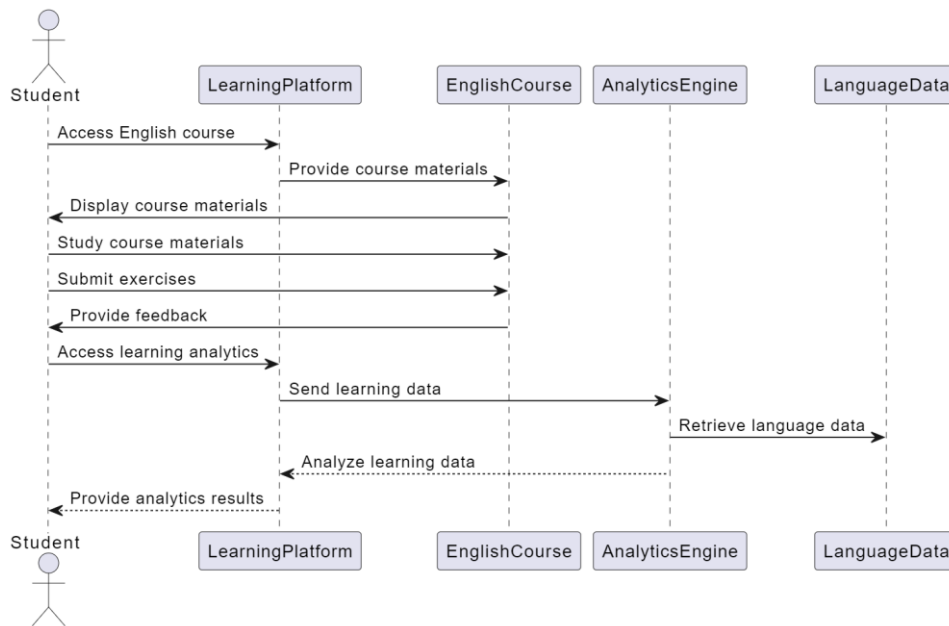 Student
LearningPlatform
EnglishCourse
AnalyticsEngine
LanguageData
Access English course
Provide course materials
Display course materials
Study course materials
Submit exercises
Provide feedback
Access learning analytics
Send learning data
Retrieve language data
Analyze learning data
Provide analytics results
Student
LearningPlatform
EnglishCourse
AnalyticsEngine
LanguageData